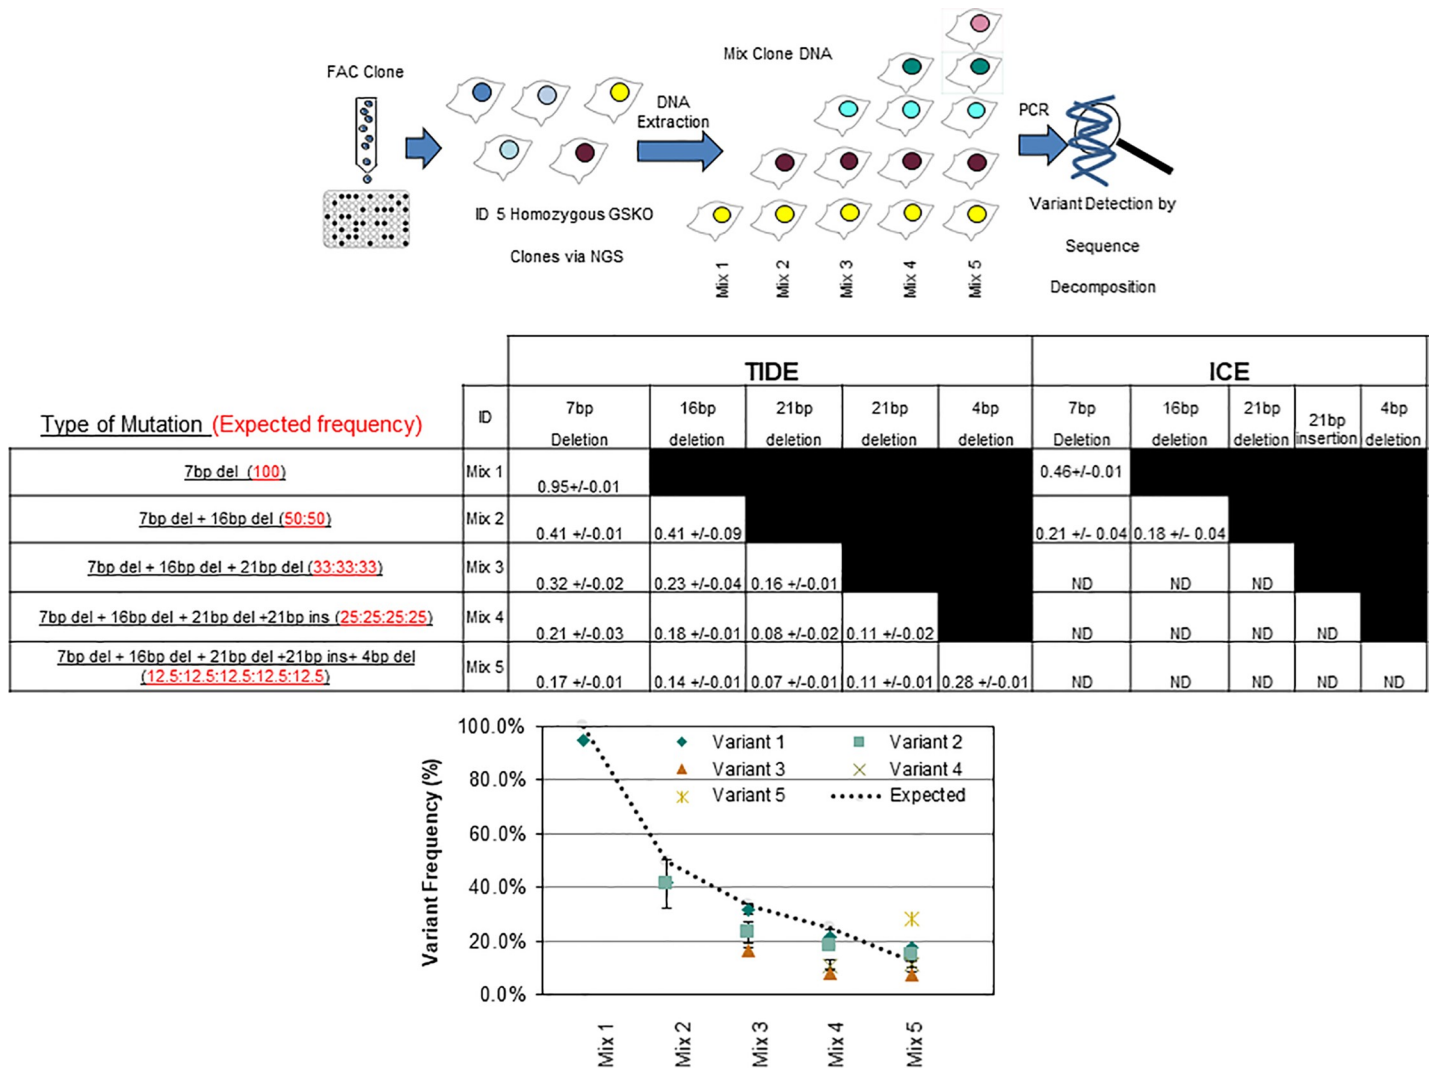 FAC Clone
Mix Clone DNA
DNA
Extraction
PCR
ID 5 Homozygous GSKO
Clones via NGS
Mix 1
Mix 2
Mix 3
Mix 4
Mix 5
Variant Detection by
Sequence
Decomposition
TIDE ICE
Type of Mutation (Expected frequency) ID 7bp Deletion 16bp deletion 21bp deletion 21bp deletion 4bp deletion 7bp Deletion 16bp deletion 21bp deletion 21bp insertion 4bp deletion
7bp del (100) Mix 1 0.95+/-0.01 0.46+/-0.01
7bp del + 16bp del (50:50) Mix 2 0.41 +/-0.01 0.41 +/-0.09 0.21 +/- 0.04 0.18 +/- 0.04
7bp del + 16bp del + 21bp del (33:33:33) Mix 3 0.32 +/-0.02 0.23 +/-0.04 0.16 +/-0.01 ND ND ND
7bp del + 16bp del + 21bp del +21bp ins (25:25:25:25) Mix 4 0.21 +/-0.03 0.18 +/-0.01 0.08 +/-0.02 0.11 +/-0.02 ND ND ND ND
7bp del + 16bp del + 21bp del +21bp ins+ 4bp del
(12.5:12.5:12.5:12.5:12.5) Mix 5 0.17 +/-0.01 0.14 +/-0.01 0.07 +/-0.01 0.11 +/-0.01 0.28 +/-0.01 ND ND ND ND ND
Variant Frequency (%)
100.0%
80.0%
60.0%
40.0%
20.0%
0.0%
Variant 1 Variant 2
Variant 3 Variant 4
Variant 5 Expected
Mix 1
Mix 2
Mix 3
Mix 4
Mix 5